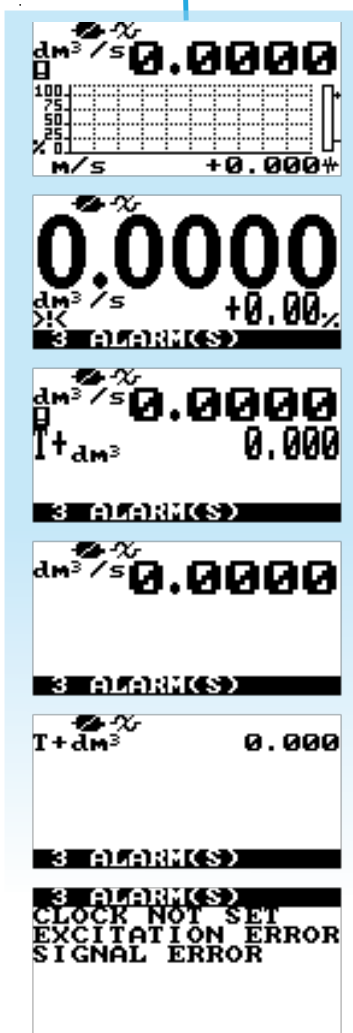 dm³/s 0.0000
100
75
50
25
% 0
m/s +0.000
0.0000
dm³/s +0.00%
>!<
3 ALARM(S)
dm³/s 0.0000
T+dm³ 0.000
3 ALARM(S)
dm³/s 0.0000
3 ALARM(S)
T+dm³ 0.000
3 ALARM(S)
3 ALARM(S)
CLOCK NOT SET
EXCITATION ERROR
SIGNAL ERROR